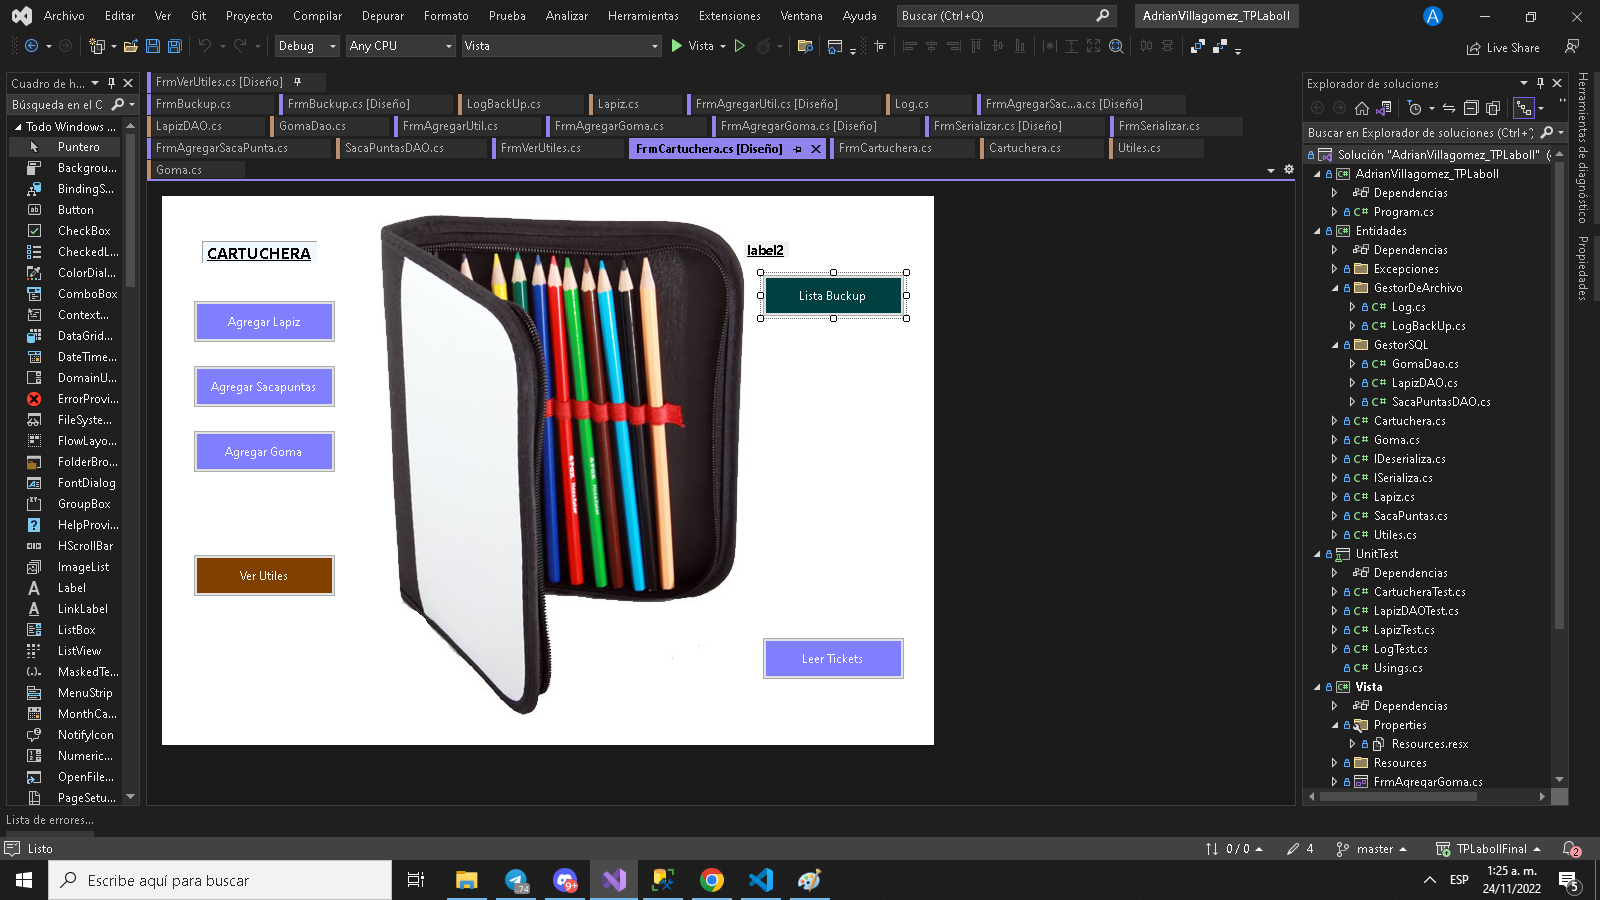 Archivo Editar Ver Git Proyecto Compilar Depurar Formato Prueba Analizar Herramientas Extensiones Ventana Ayuda Buscar (Ctrl+Q) AdrianVillagomez_TPLaboII A
Debug Any CPU Vista Vista Live Share
Cuadro de h...
Búsqueda en el C
Todo Windows ...
Puntero
Backgrou...
BindingS...
Button
CheckBox
CheckedL...
ColorDial...
ComboBox
Context...
DataGrid...
DateTime...
DomainU...
ErrorProvi...
FileSystem...
FlowLayo...
FolderBro...
FontDialog
GroupBox
HelpProvi...
HScrollBar
ImageList
Label
LinkLabel
ListBox
ListView
MaskedTe...
MenuStrip
MonthCa...
NotifyIcon
Numeric...
OpenFile...
PageSetu...
FrmVerUtiles.cs [Diseño]
FrmBuckup.cs FrmBuckup.cs [Diseño] LogBackUp.cs Lapiz.cs FrmAgregarUtil.cs [Diseño] Log.cs FrmAgregarSac...a.cs [Diseño]
LapizDAO.cs GomaDao.cs FrmAgregarUtil.cs FrmAgregarGoma.cs FrmAgregarGoma.cs [Diseño] FrmSerializar.cs [Diseño] FrmSerializar.cs
FrmAgregarSacaPunta.cs SacaPuntasDAO.cs FrmVerUtiles.cs FrmCartuchera.cs [Diseño] FrmCartuchera.cs Cartuchera.cs Utiles.cs
Goma.cs
CARTUCHERA
Agregar Lapiz
Agregar Sacapuntas
Agregar Goma
Ver Utiles
label2
Lista Buckup
Leer Tickets
Explorador de soluciones
Buscar en Explorador de soluciones (Ctrl+
Solución "AdrianVillagomez_TPLaboII" (
AdrianVillagomez_TPLaboII
Dependencias
C# Program.cs
Entidades
Dependencias
Excepciones
GestorDeArchivo
C# Log.cs
C# LogBackUp.cs
GestorSQL
C# GomaDao.cs
C# LapizDAO.cs
C# SacaPuntasDAO.cs
C# Cartuchera.cs
C# Goma.cs
C# IDeserializa.cs
C# ISerializa.cs
C# Lapiz.cs
C# SacaPuntas.cs
C# Utiles.cs
UnitTest
Dependencias
C# CartucheraTest.cs
C# LapizDAOTest.cs
C# LapizTest.cs
C# LogTest.cs
C# Usings.cs
Vista
Dependencias
Properties
Resources.resx
Resources
FrmAgregarGoma.cs
Herramientas de diagnóstico
Propiedades
Lista de errores...
Listo 0 / 0 4 master TPLaboIIFinal 2
Escribe aquí para buscar 74 9+ ESP 1:25 a. m. 5
24/11/2022